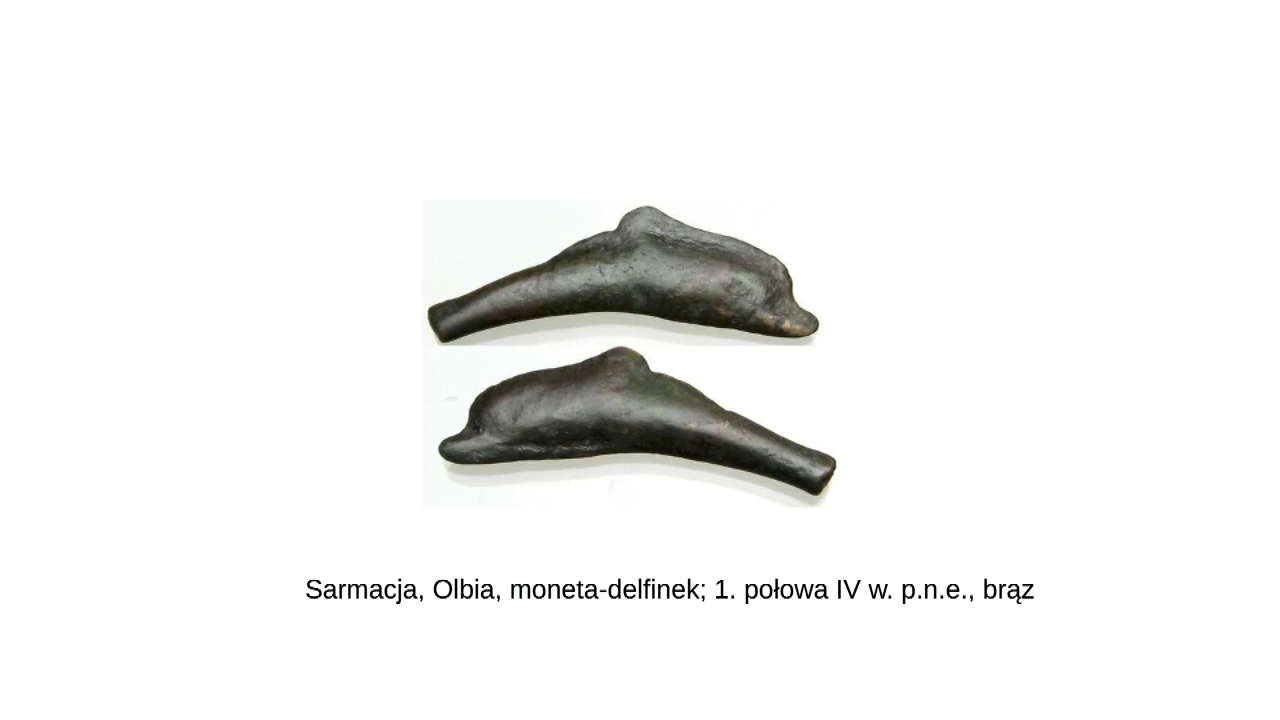 Sarmacja, Olbia, moneta-delfinek; 1. połowa IV w. p.n.e., brąz